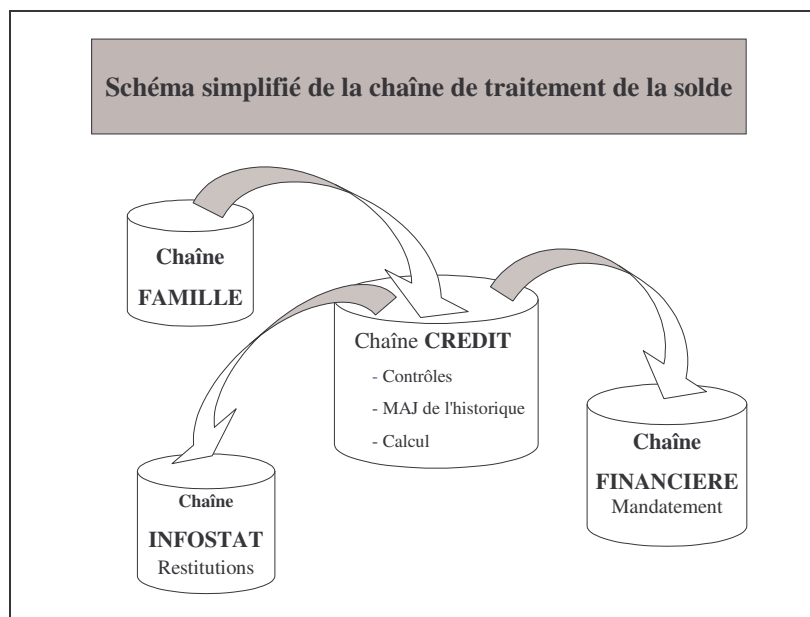 Schéma simplifié de la chaîne de traitement de la solde
Chaîne
FAMILLE
Chaîne CREDIT
- Contrôles
- MAJ de l'historique
- Calcul
Chaîne
FINANCIERE
Mandatement
Chaîne
INFOSTAT
Restitutions